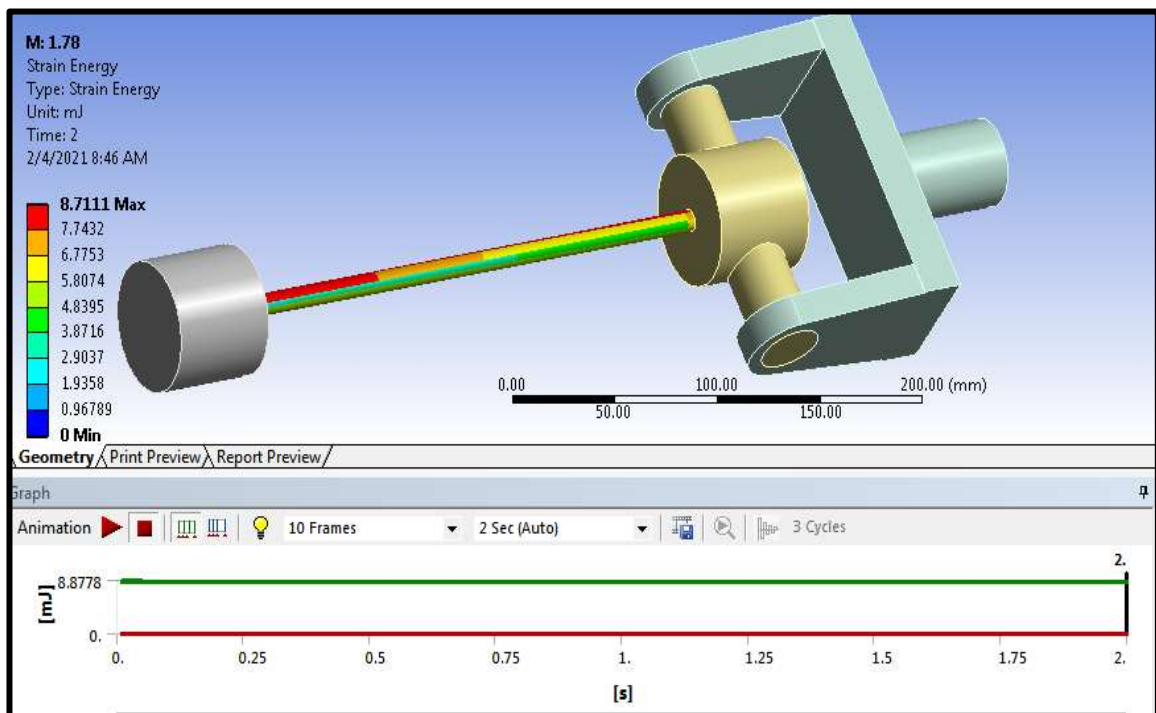 M: 1.78
Strain Energy
Type: Strain Energy
Unit: mJ
Time: 2
2/4/2021 8:46 AM
8.7111 Max
7.7432
6.7753
5.8074
4.8395
3.8716
2.9037
1.9358
0.96789
0 Min
0.00 100.00 200.00 (mm)
50.00 150.00
Geometry Print Preview Report Preview
Graph
Animation 10 Frames 2 Sec (Auto) 3 Cycles
2.
8.8778
[mJ]
0.
0. 0.25 0.5 0.75 1. 1.25 1.5 1.75 2.
[s]